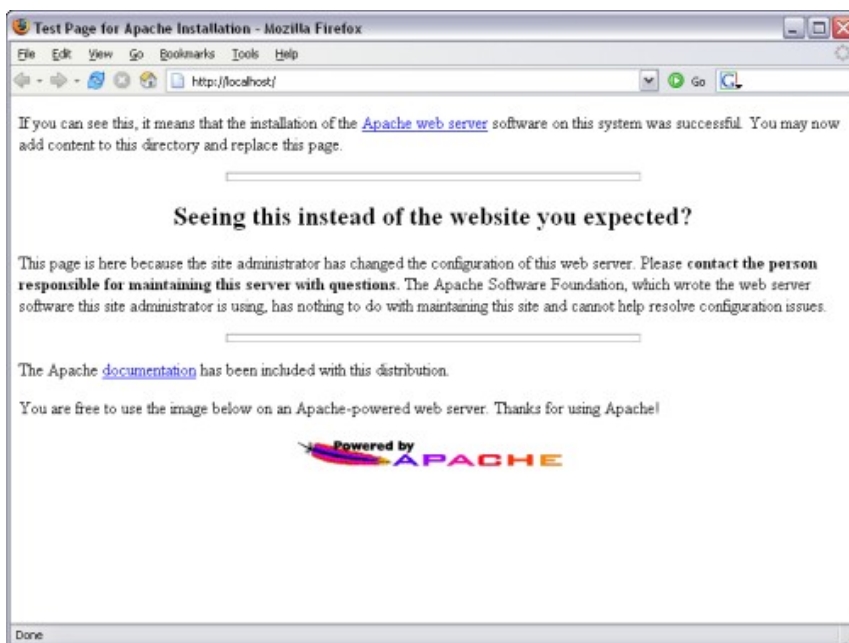 Test Page for Apache Installation - Mozilla Firefox
File Edit View Go Bookmarks Tools Help
http://localhost/ Go G
If you can see this, it means that the installation of the Apache web server software on this system was successful. You may now
add content to this directory and replace this page.
Seeing this instead of the website you expected?
This page is here because the site administrator has changed the configuration of this web server. Please contact the person
responsible for maintaining this server with questions. The Apache Software Foundation, which wrote the web server
software this site administrator is using, has nothing to do with maintaining this site and cannot help resolve configuration issues.
The Apache documentation has been included with this distribution.
You are free to use the image below on an Apache-powered web server. Thanks for using Apache!
Powered by
APACHE
Done